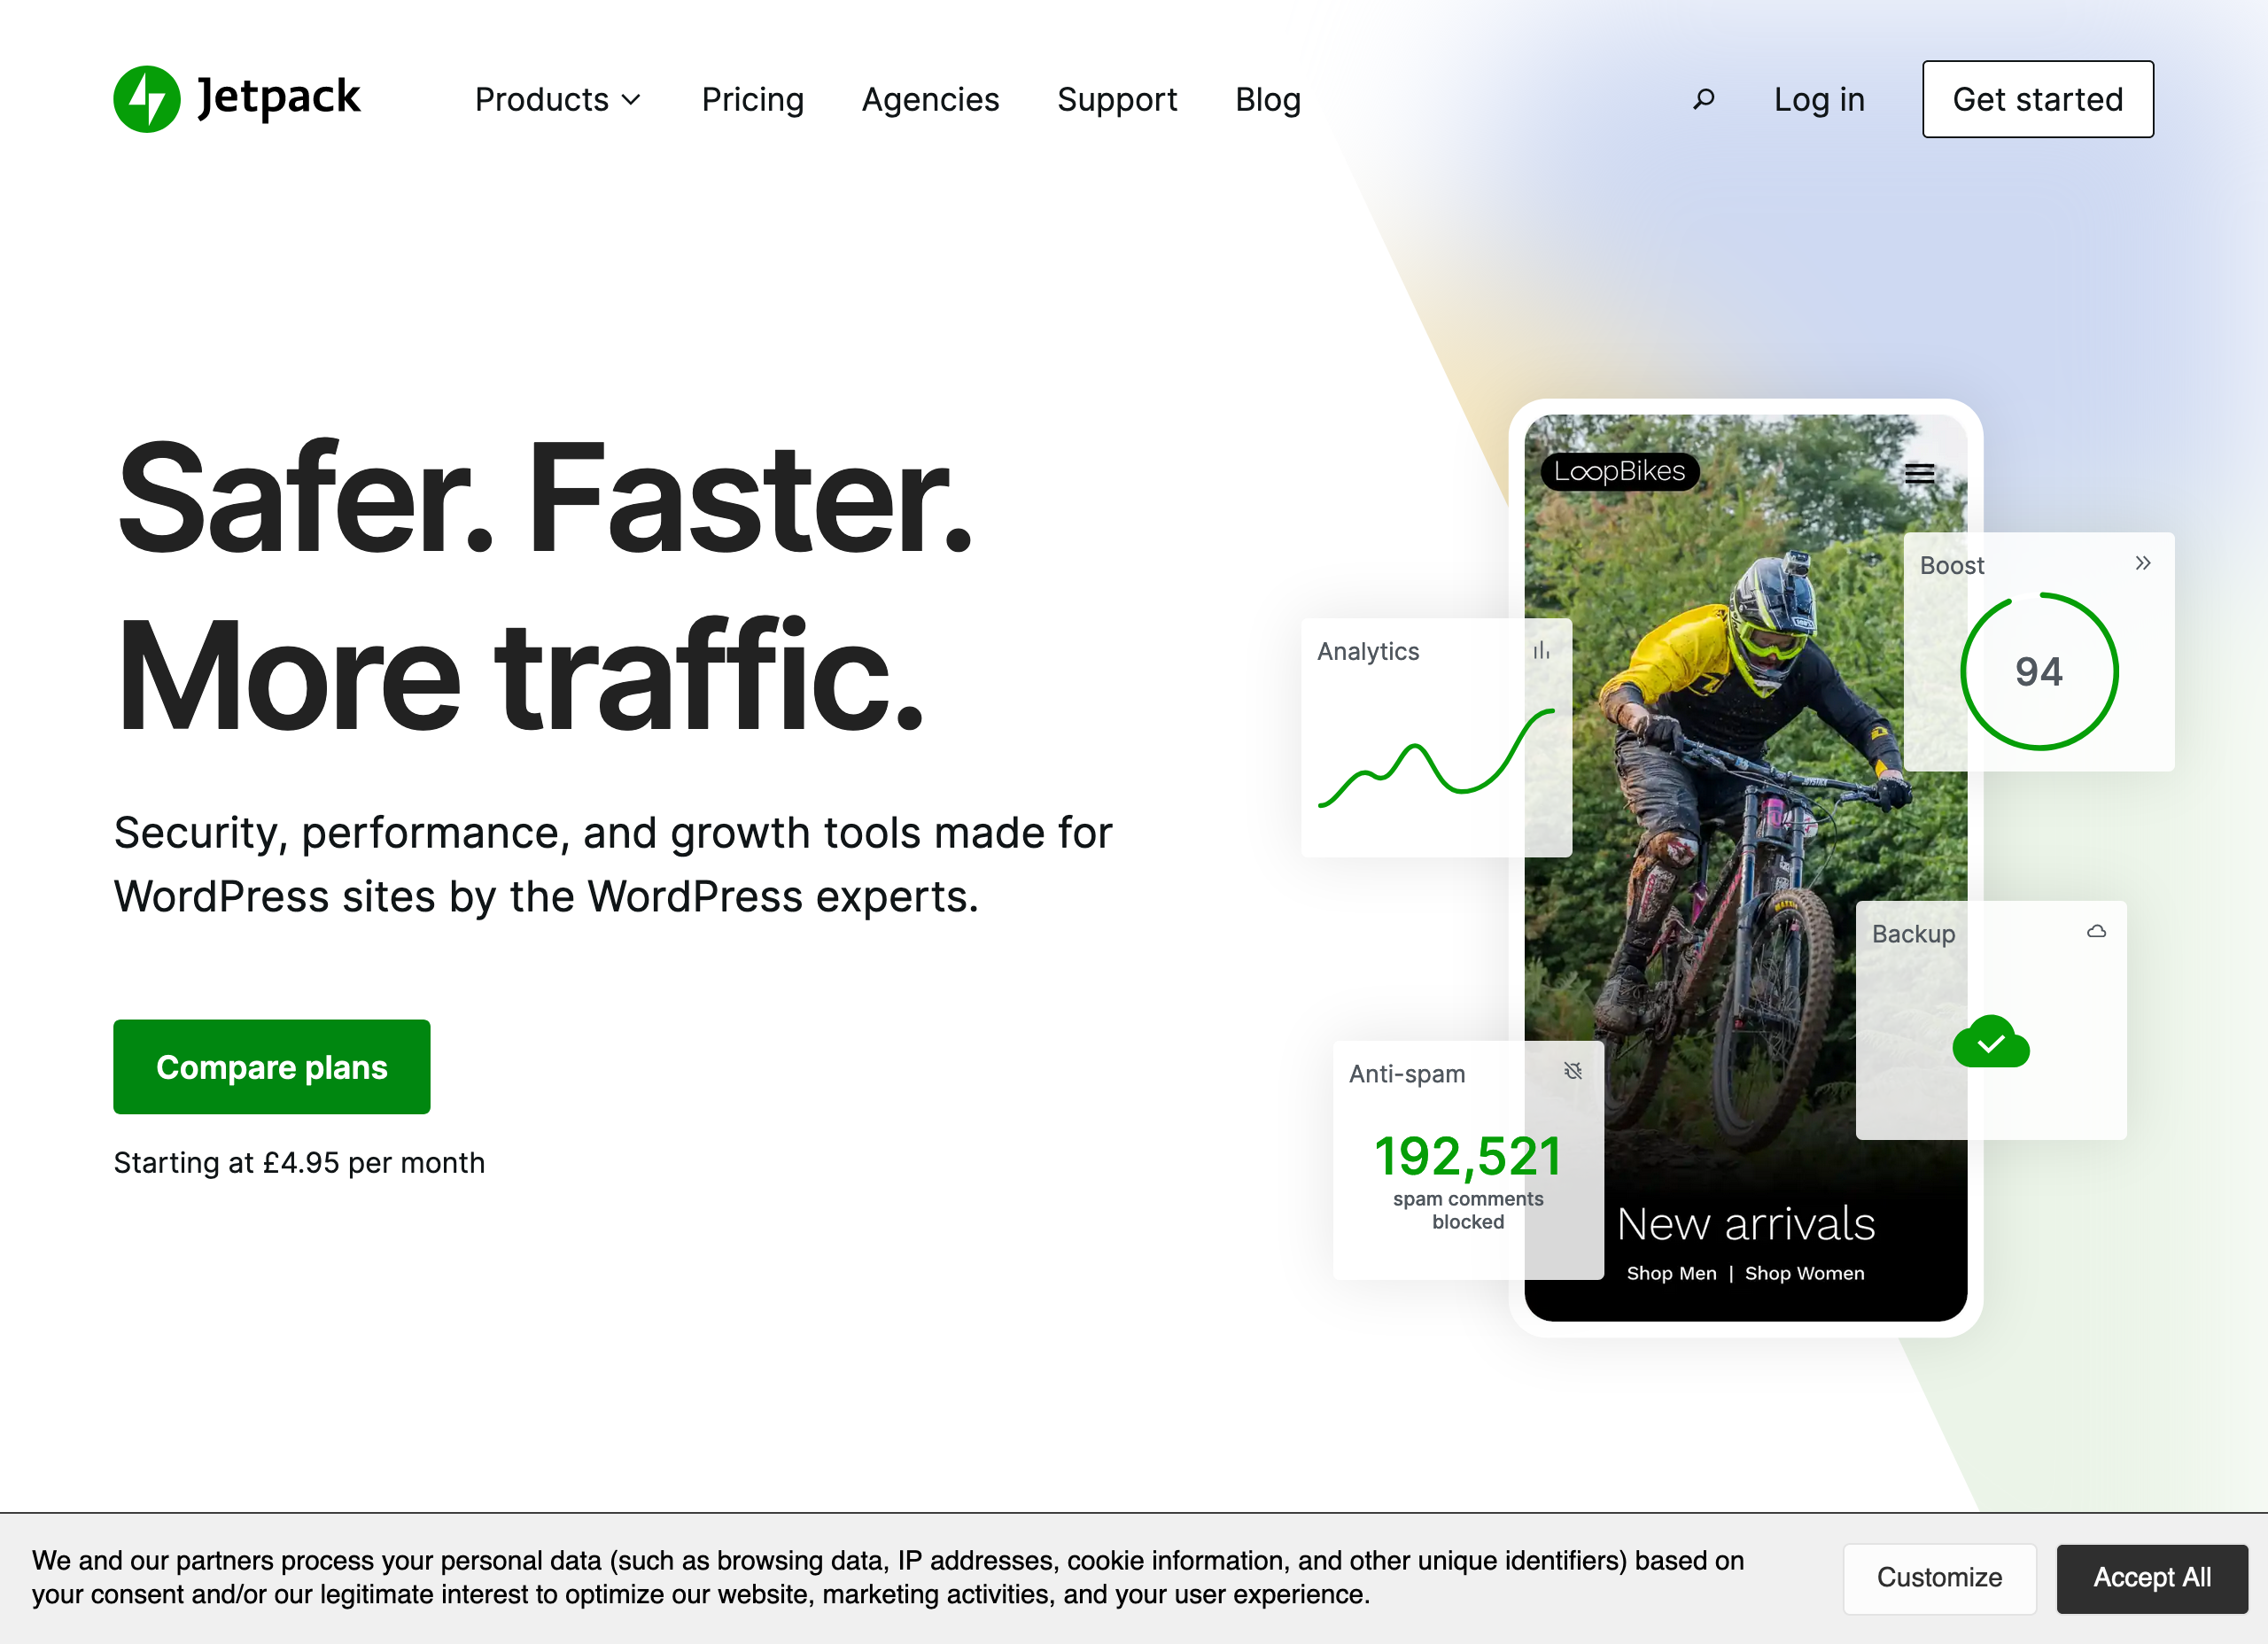 Jetpack
Products
Pricing
Agencies
Support
Blog
Log in
Get started
Safer. Faster.
More traffic.
Security, performance, and growth tools made for
WordPress sites by the WordPress experts.
Compare plans
Starting at £4.95 per month
LoopBikes
Boost
94
Analytics
Backup
Anti-spam
192,521
spam comments
blocked
New arrivals
Shop Men | Shop Women
We and our partners process your personal data (such as browsing data, IP addresses, cookie information, and other unique identifiers) based on
your consent and/or our legitimate interest to optimize our website, marketing activities, and your user experience.
Customize
Accept All